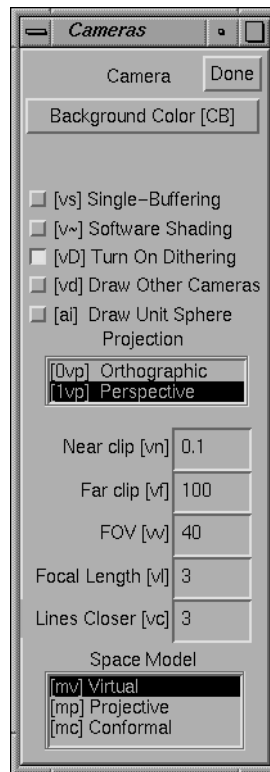 Cameras
Camera Done
Background Color [CB]
[vs] Single-Buffering
[v~] Software Shading
[vD] Turn On Dithering
[vd] Draw Other Cameras
[ai] Draw Unit Sphere
Projection
[0vp] Orthographic
[1vp] Perspective
Near clip [vn] 0.1
Far clip [vf] 100
FOV [vv] 40
Focal Length [vl] 3
Lines Closer [vc] 3
Space Model
[mv] Virtual
[mp] Projective
[mc] Conformal